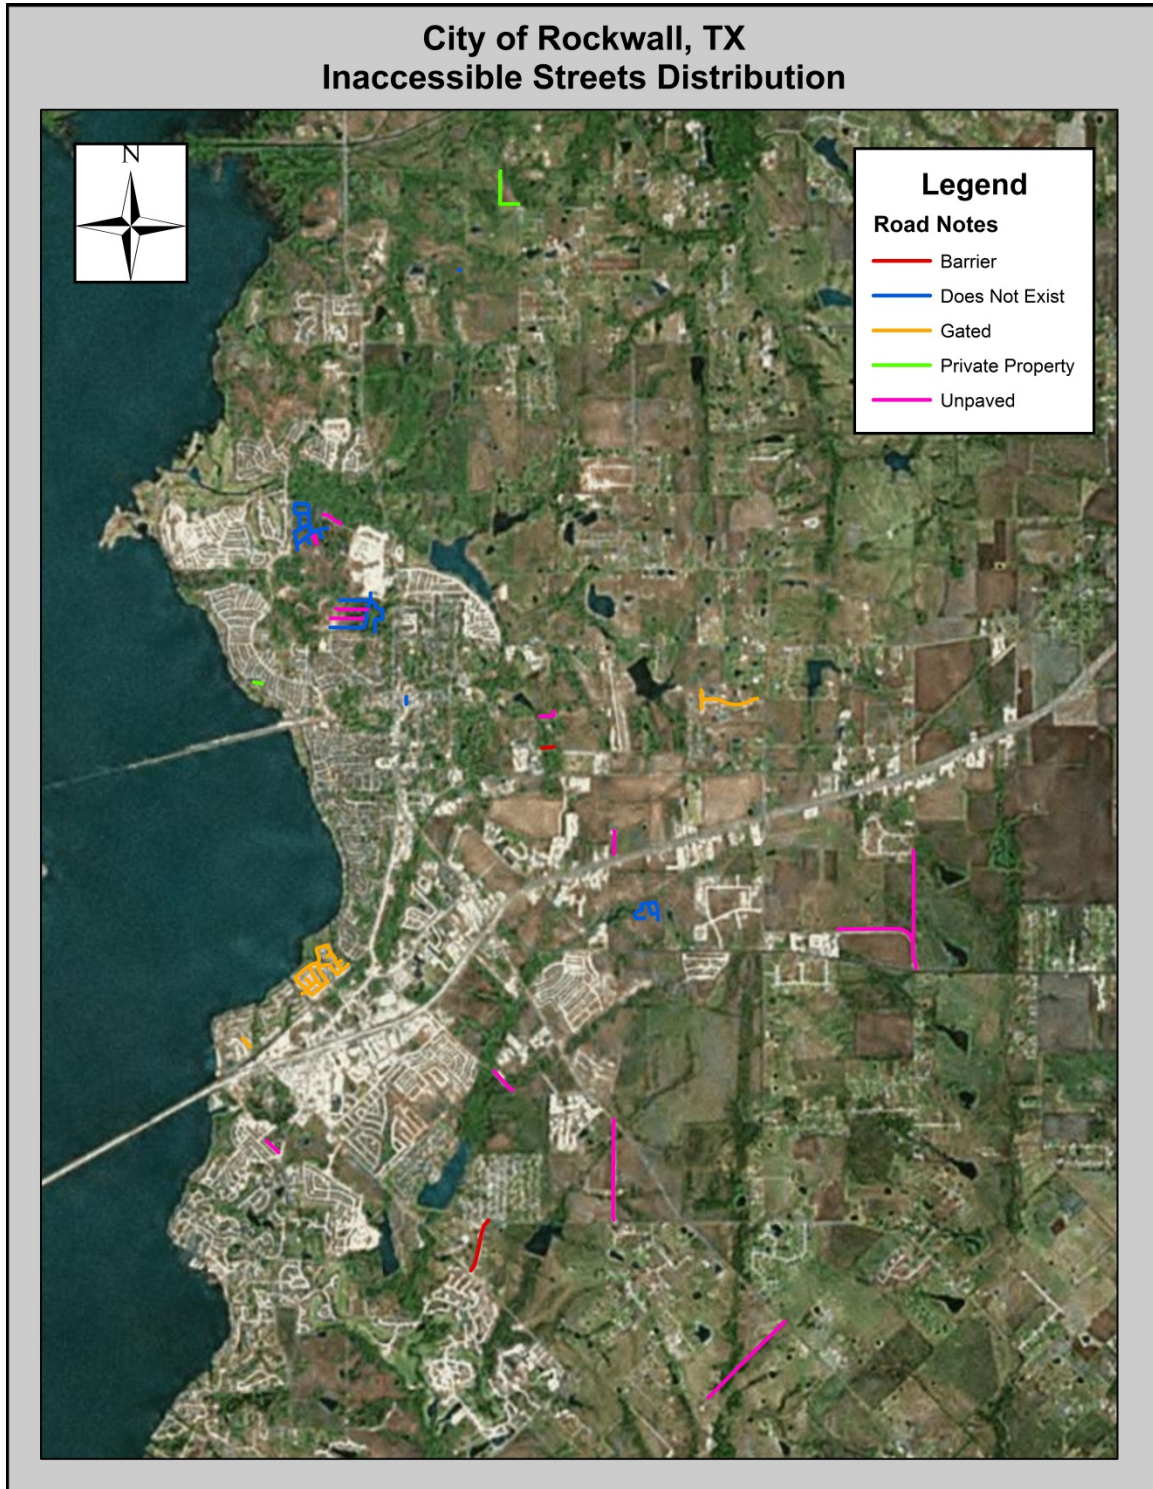 City of Rockwall, TX
Inaccessible Streets Distribution
N
Legend
Road Notes
Barrier
Does Not Exist
Gated
Private Property
Unpaved